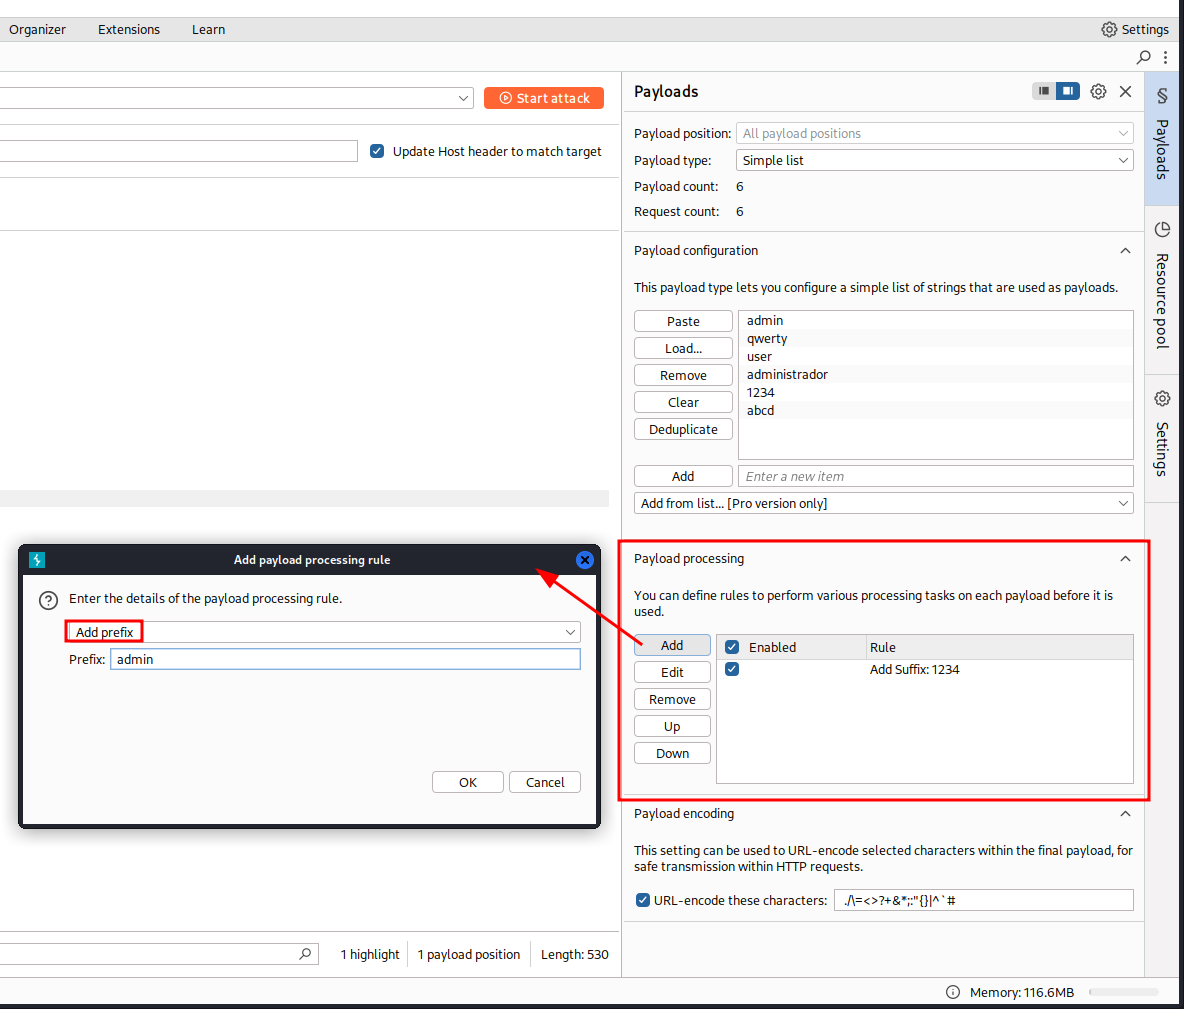 Organizer Extensions Learn Settings
Start attack
Update Host header to match target
Payloads
Payload position: All payload positions
Payload type: Simple list
Payload count: 6
Request count: 6
Payload configuration
This payload type lets you configure a simple list of strings that are used as payloads.
Paste
Load...
Remove
Clear
Deduplicate
admin
qwerty
user
administrador
1234
abcd
Add Enter a new item
Add from list... [Pro version only]
Payload processing
You can define rules to perform various processing tasks on each payload before it is
used.
Add
Edit
Remove
Up
Down
Enabled Rule
Add Suffix: 1234
Payload encoding
This setting can be used to URL-encode selected characters within the final payload, for
safe transmission within HTTP requests.
URL-encode these characters: ./\=<>?+&*;:"{}|^`#
Add payload processing rule
Enter the details of the payload processing rule.
Add prefix
Prefix: admin
OK Cancel
1 highlight 1 payload position Length: 530
Memory: 116.6MB
Payloads
Resource pool
Settings